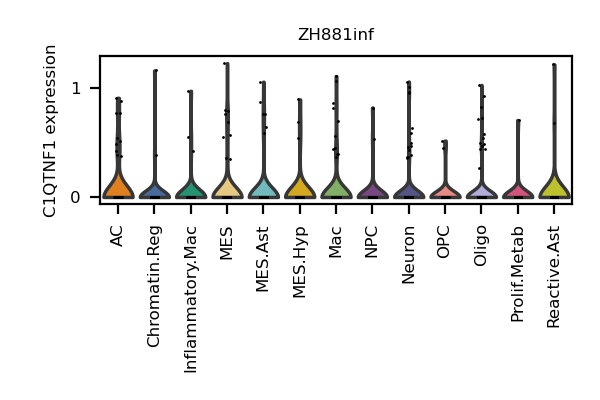 ZH881inf
C1QTNF1 expression
1
0
AC
Chromatin.Reg
Inflammatory.Mac
MES
MES.Ast
MES.Hyp
Mac
NPC
Neuron
OPC
Oligo
Prolif.Metab
Reactive.Ast